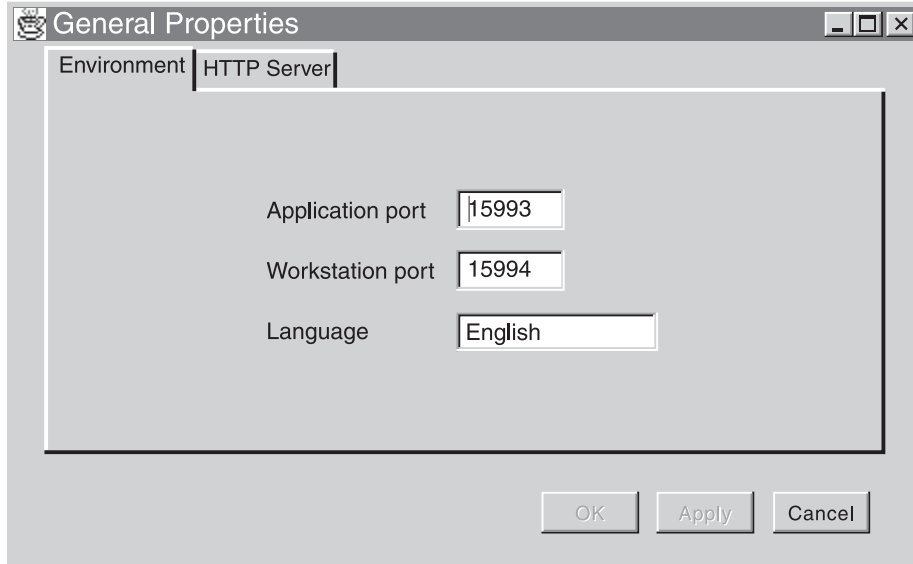 General Properties
Environment HTTP Server
Application port 15993
Workstation port 15994
Language English
OK Apply Cancel